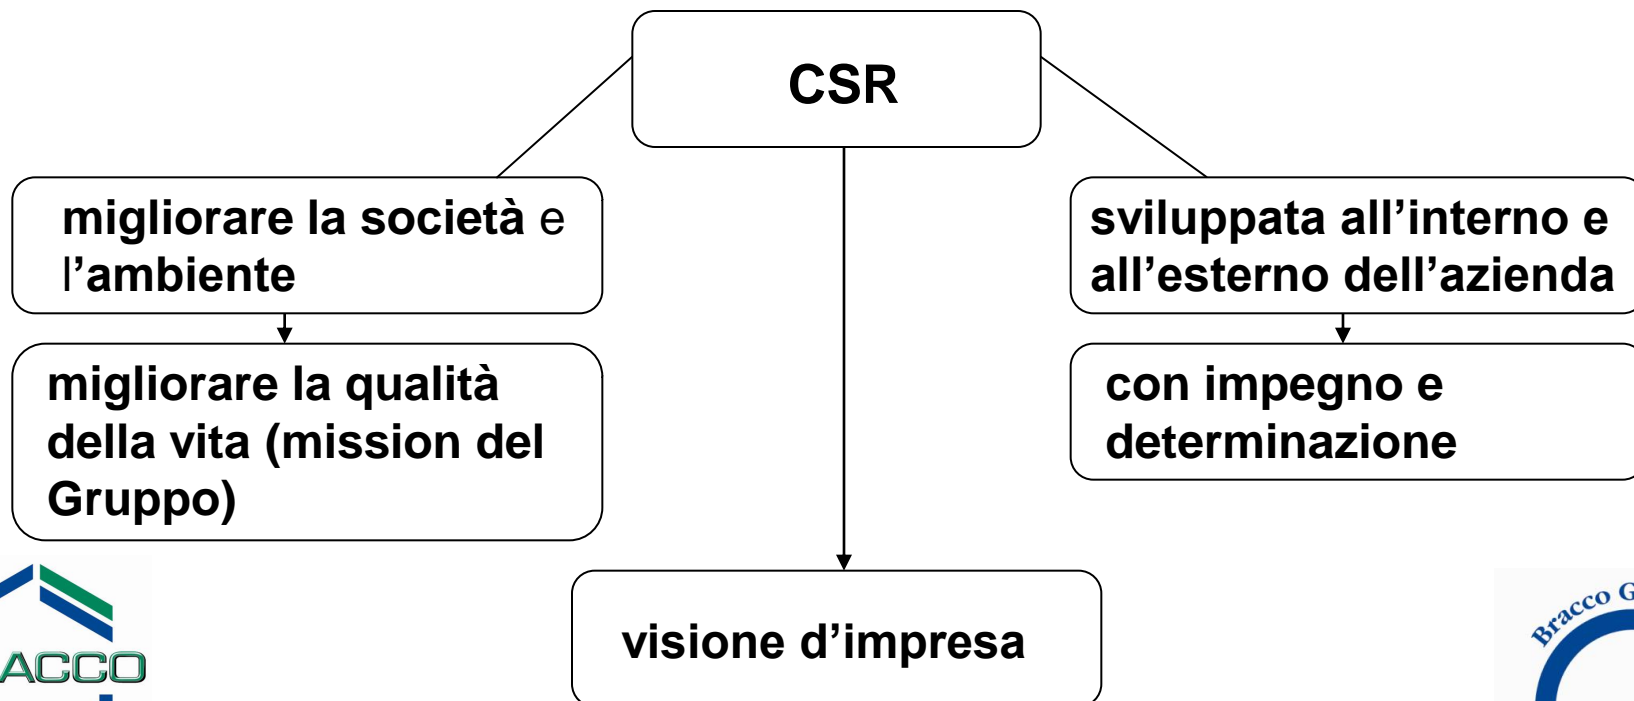 CSR
migliorare la società e
l’ambiente
sviluppata all’interno e
all’esterno dell’azienda
migliorare la qualità
della vita (mission del
Gruppo)
con impegno e
determinazione
visione d’impresa
ACCO
Bracco G